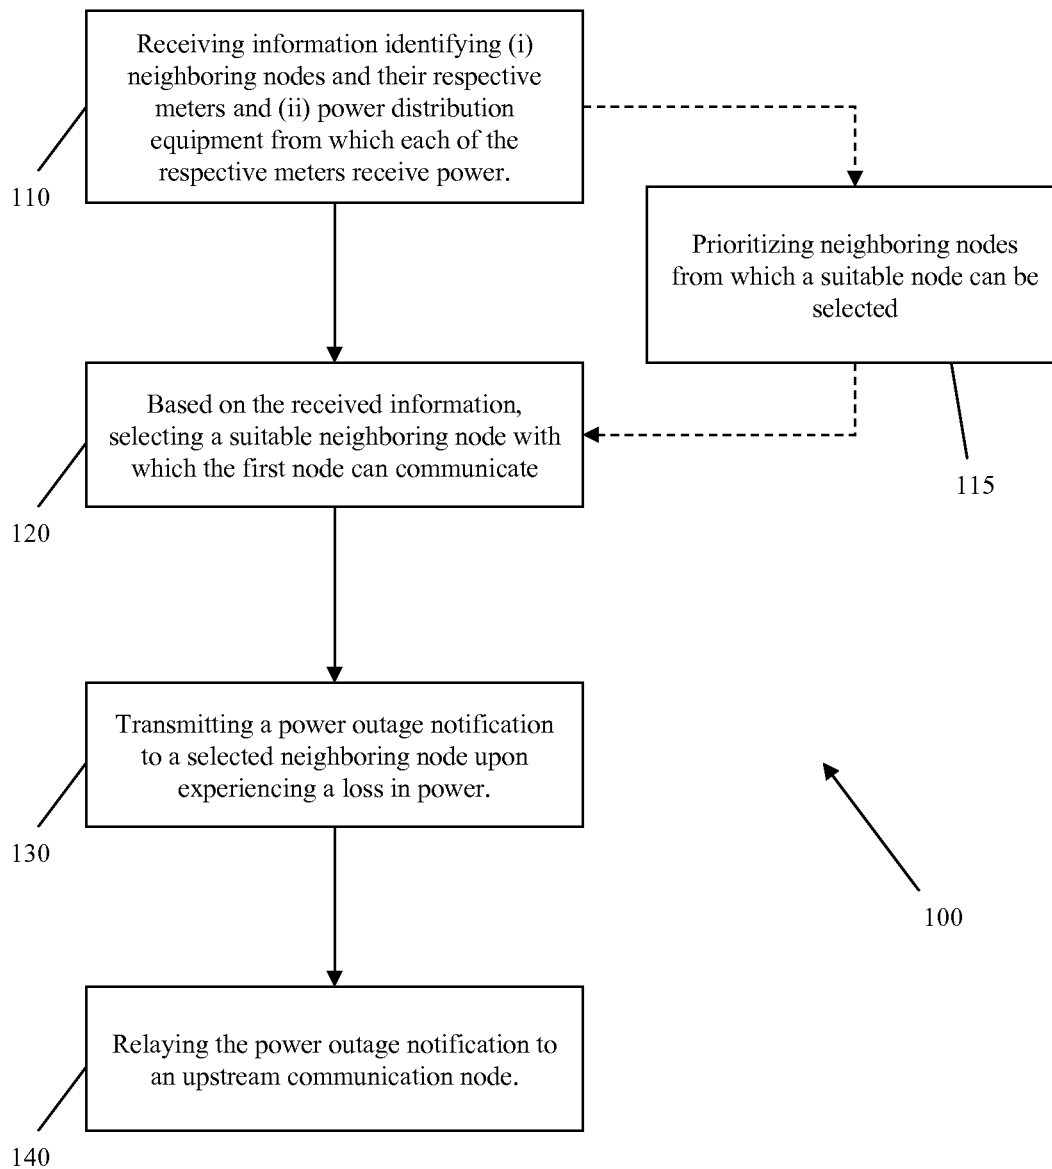 Receiving information identifying (i)
neighboring nodes and their respective
meters and (ii) power distribution
equipment from which each of the
respective meters receive power.
110
Prioritizing neighboring nodes
from which a suitable node can be
selected
115
Based on the received information,
selecting a suitable neighboring node with
which the first node can communicate
120
Transmitting a power outage notification
to a selected neighboring node upon
experiencing a loss in power.
130
100
Relaying the power outage notification to
an upstream communication node.
140